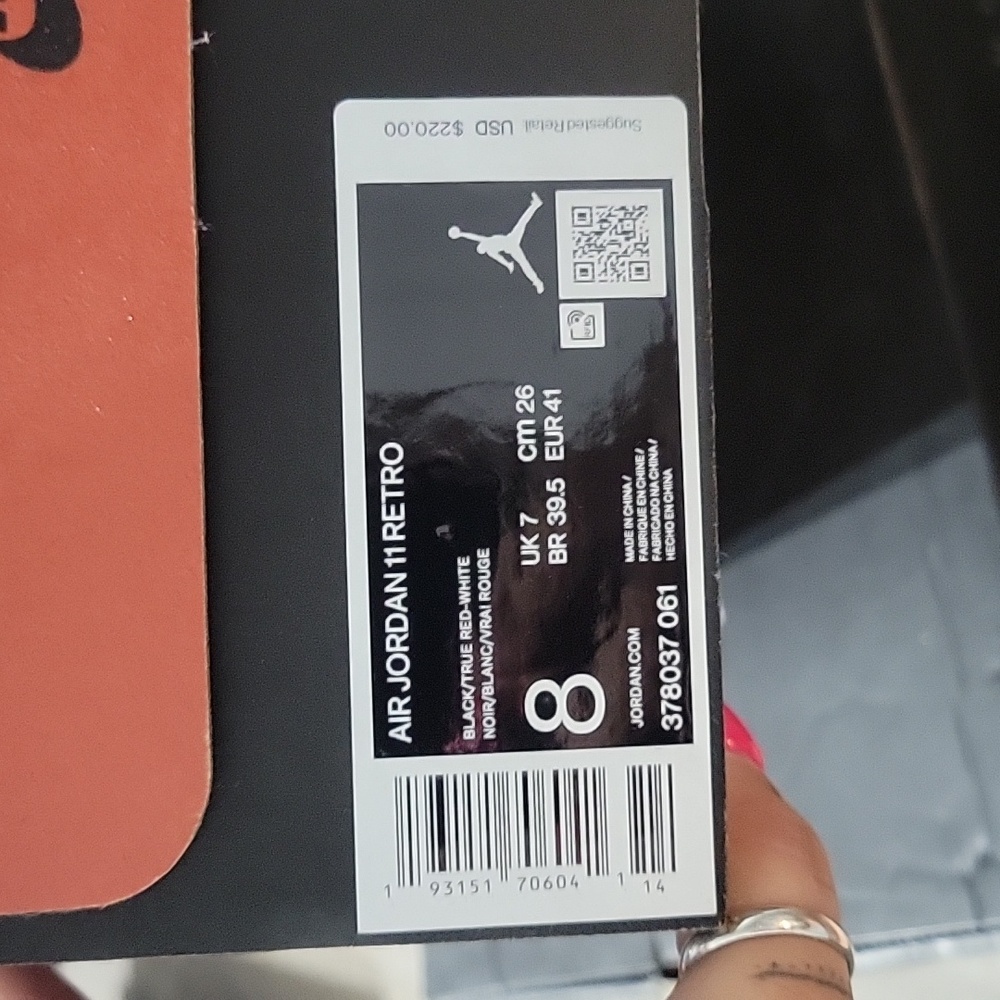 Suggested Retail USD $220.00
AIR JORDAN 11 RETRO
BLACK/TRUE RED-WHITE
NOIR/BLANC/VRAI ROUGE
8
UK 7 cm 26
BR 39.5 EUR 41
JORDAN.COM
378037 061
MADE IN CHINA/
FABRIQUE EN CHINE/
FABRICADO NA CHINA/
HECHO EN CHINA
1 93151 70604 1 14